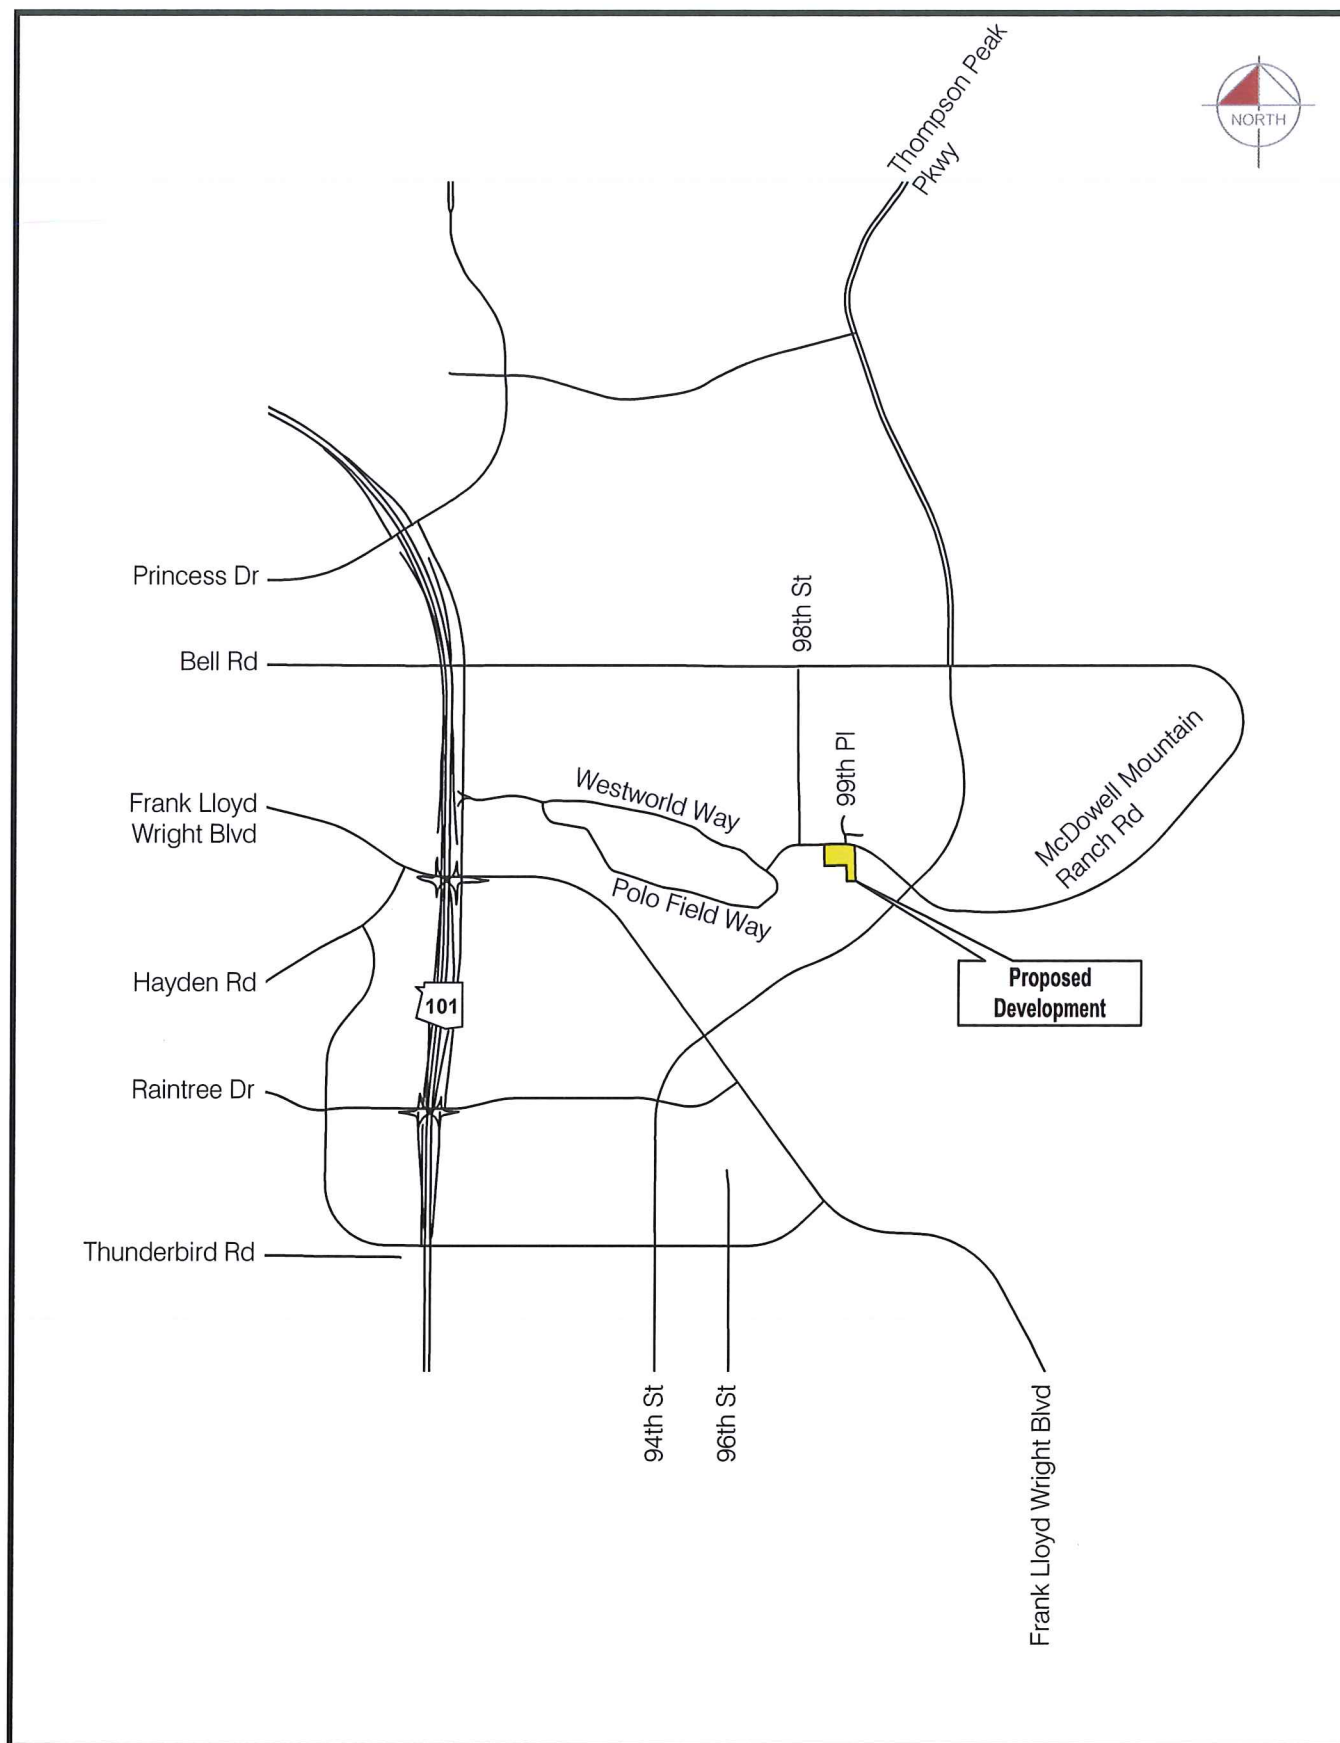 Thompson Peak
Pkwy
NORTH
Princess Dr
98th St
Bell Rd
99th Pl
McDowell Mountain
Ranch Rd
Westworld Way
Frank Lloyd
Wright Blvd
Polo Field Way
Hayden Rd
Proposed
Development
101
Raintree Dr
Thunderbird Rd
94th St
96th St
Frank Lloyd Wright Blvd